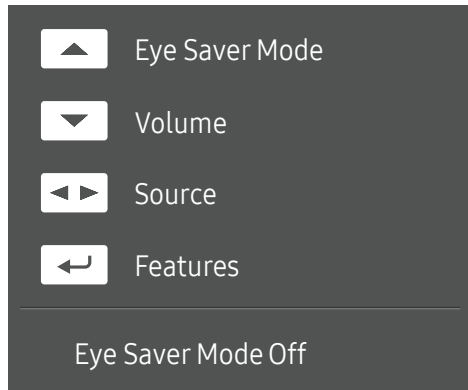 Eye Saver Mode
Volume
Source
Features
Eye Saver Mode Off